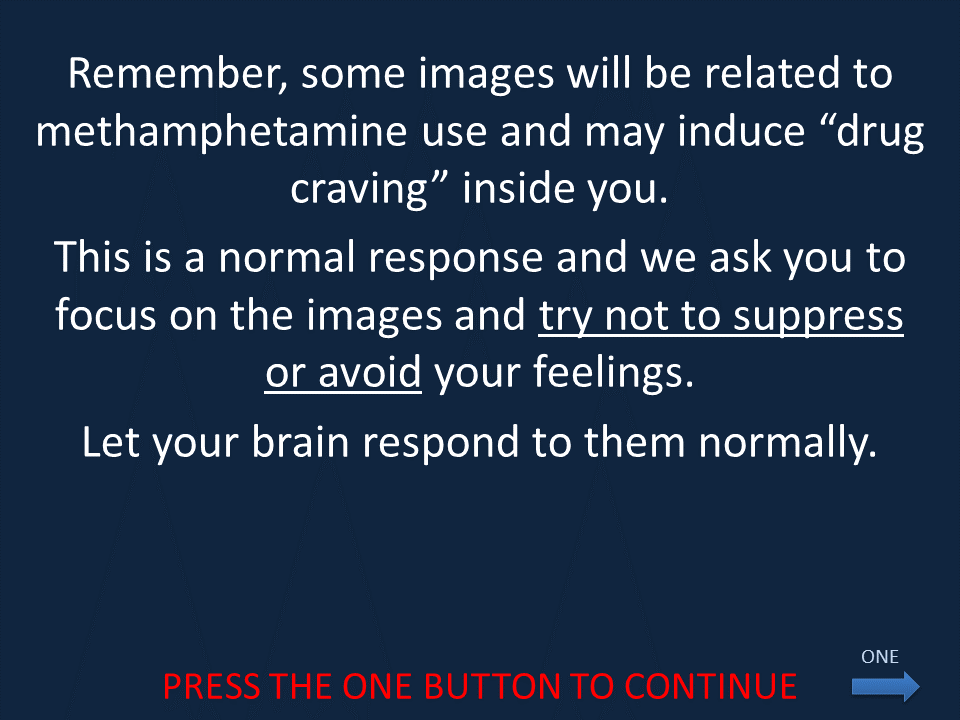 Remember, some images will be related to
methamphetamine use and may induce “drug
craving” inside you.
This is a normal response and we ask you to
focus on the images and try not to suppress
or avoid your feelings.
Let your brain respond to them normally.
ONE
PRESS THE ONE BUTTON TO CONTINUE